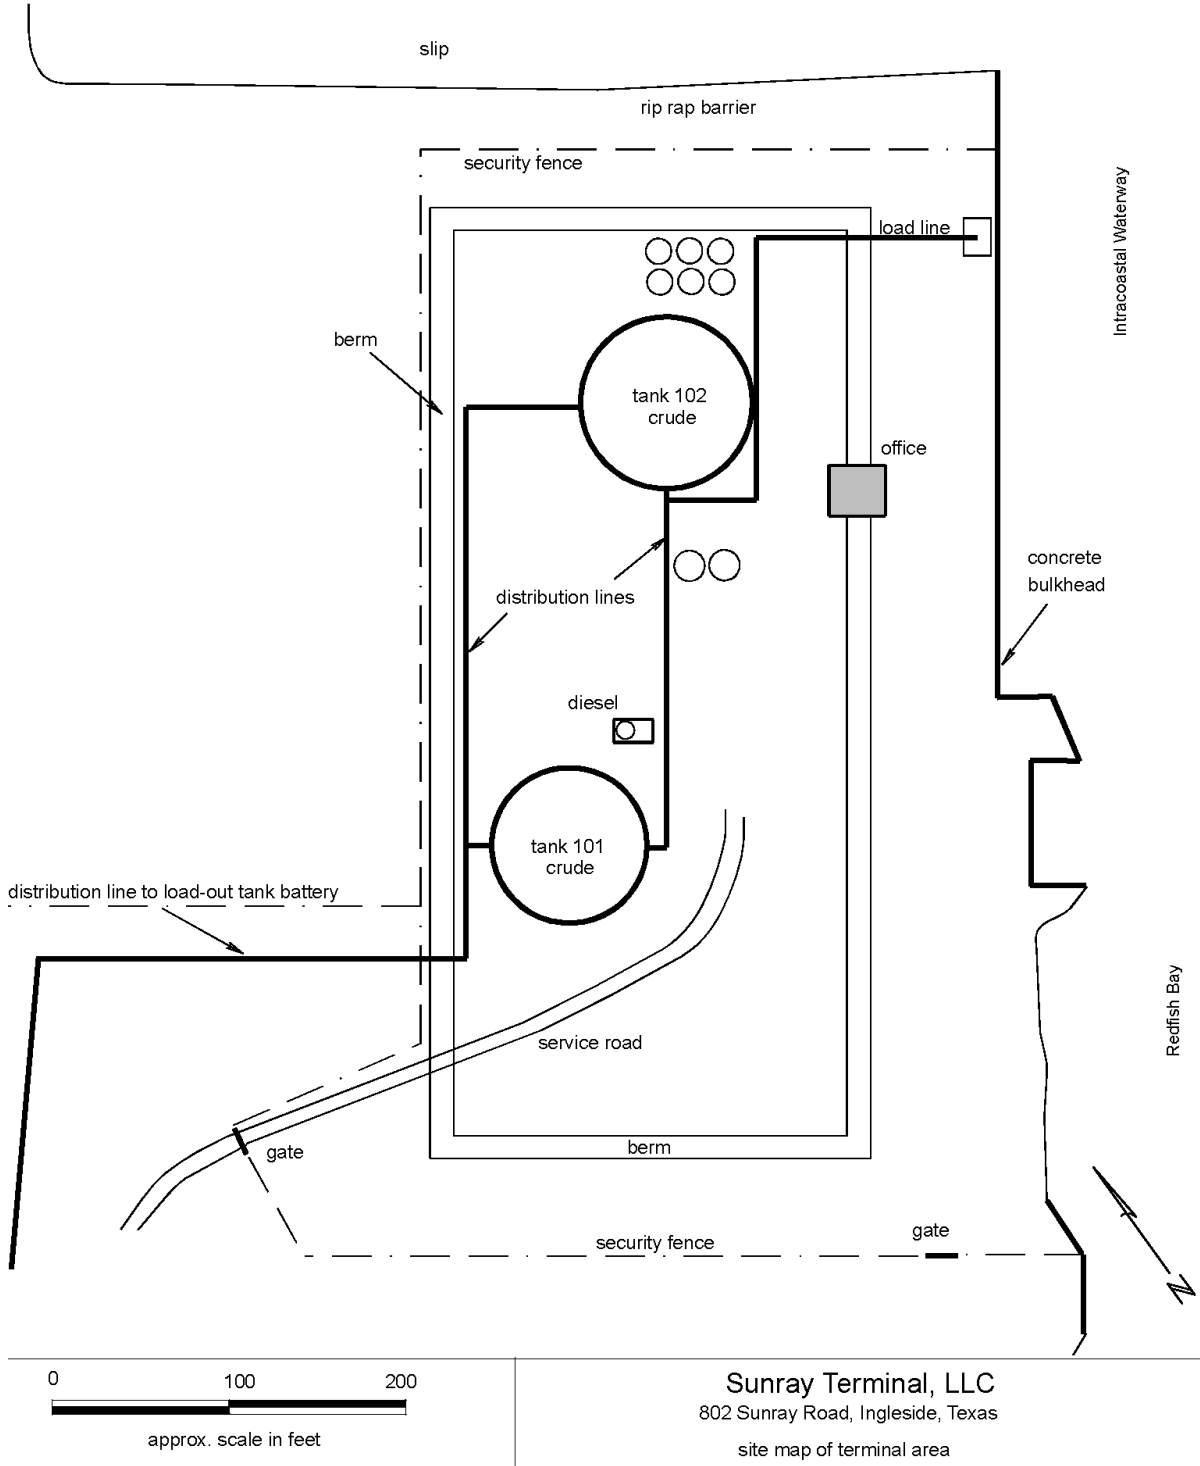 slip
rip rap barrier
security fence
load line
Intracoastal Waterway
berm
tank 102
crude
office
concrete
bulkhead
distribution lines
diesel
tank 101
crude
distribution line to load-out tank battery
Redfish Bay
service road
berm
gate
gate
security fence
N
0 100 200
approx. scale in feet
Sunray Terminal, LLC
802 Sunray Road, Ingleside, Texas
site map of terminal area